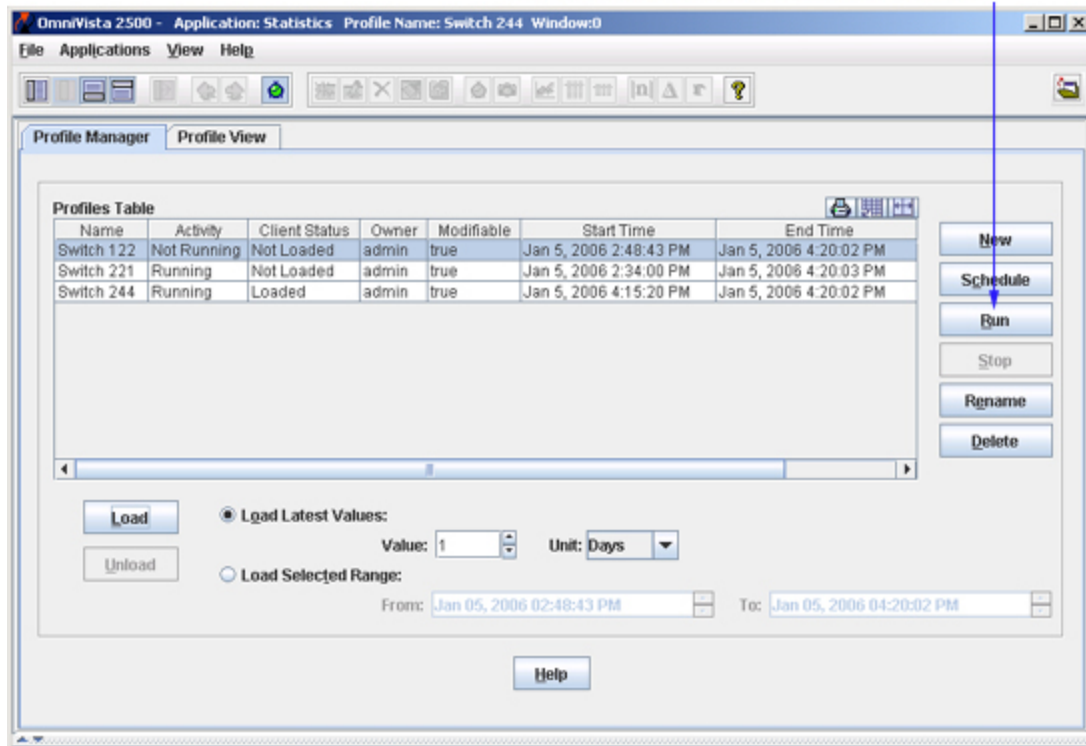 OmniVista 2500 - Application: Statistics Profile Name: Switch 244 Window:0
File Applications View Help
Profile Manager Profile View
Profiles Table
Name Activity Client Status Owner Modifiable Start Time End Time
Switch 122 Not Running Not Loaded admin true Jan 5, 2006 2:48:43 PM Jan 5, 2006 4:20:02 PM
Switch 221 Running Not Loaded admin true Jan 5, 2006 2:34:00 PM Jan 5, 2006 4:20:03 PM
Switch 244 Running Loaded admin true Jan 5, 2006 4:15:20 PM Jan 5, 2006 4:20:02 PM
New
Schedule
Run
Stop
Rename
Delete
Load
Load Latest Values:
Value: 1 Unit: Days
Unload
Load Selected Range:
From: Jan 05, 2006 02:48:43 PM To: Jan 05, 2006 04:20:02 PM
Help